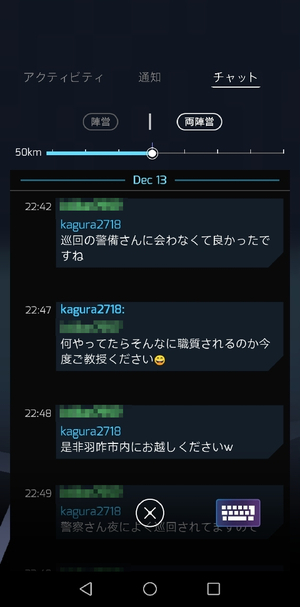 アクティビティ 通知 チャット
陣営 両陣営
50km
Dec 13
22:42
kagura2718
巡回の警備さんに会わなくて良かったで
すね
22:47 kagura2718:
何やってたらそんなに職質されるのか今
度ご教授ください😄
22:48
kagura2718
是非羽咋市内にお越しくださいw
22:49
kagura2718
警察さん夜によく巡回されてますので